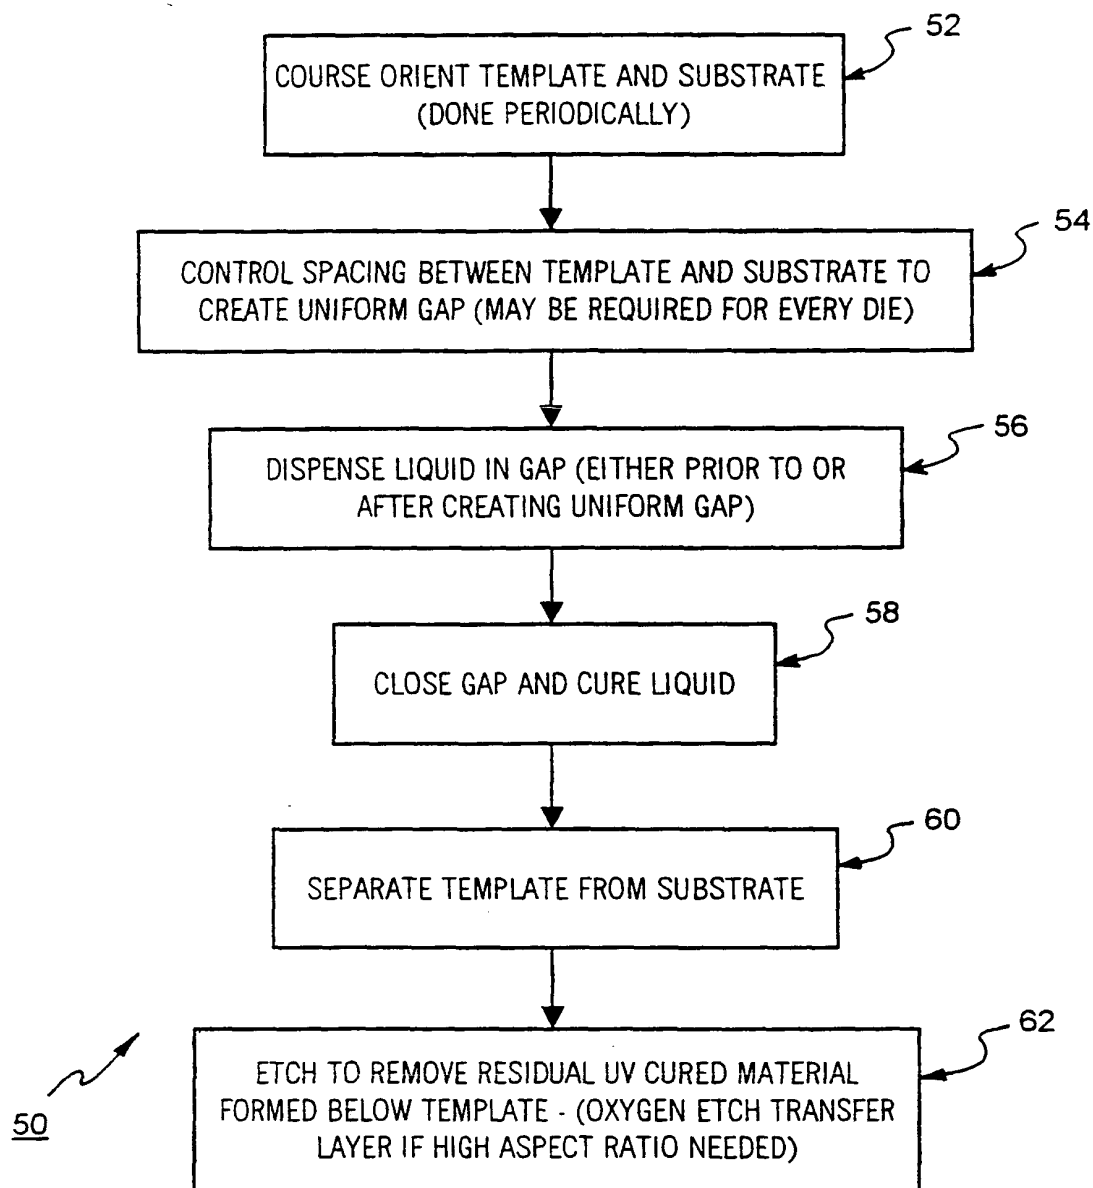 52
COURSE ORIENT TEMPLATE AND SUBSTRATE
(DONE PERIODICALLY)
54
CONTROL SPACING BETWEEN TEMPLATE AND SUBSTRATE TO
CREATE UNIFORM GAP (MAY BE REQUIRED FOR EVERY DIE)
56
DISPENSE LIQUID IN GAP (EITHER PRIOR TO OR
AFTER CREATING UNIFORM GAP)
58
CLOSE GAP AND CURE LIQUID
60
SEPARATE TEMPLATE FROM SUBSTRATE
62
ETCH TO REMOVE RESIDUAL UV CURED MATERIAL
FORMED BELOW TEMPLATE - (OXYGEN ETCH TRANSFER
LAYER IF HIGH ASPECT RATIO NEEDED)
50